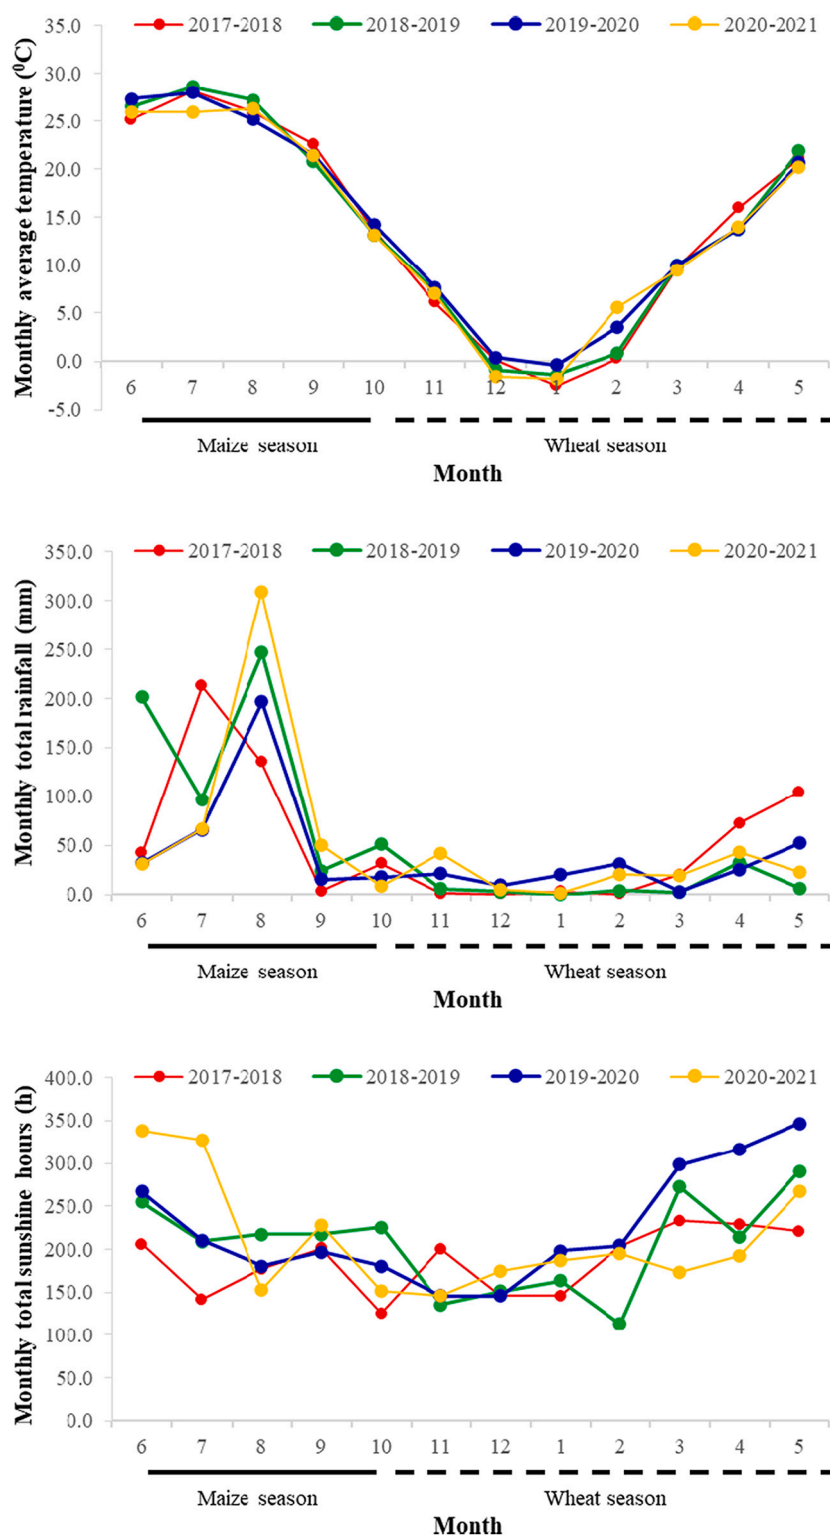 Monthly average temperature (⁰C)
2017-2018 2018-2019 2019-2020 2020-2021
35.0
30.0
25.0
20.0
15.0
10.0
5.0
0.0
-5.0
6 7 8 9 10 11 12 1 2 3 4 5
Maize season Wheat season
Month
Monthly total rainfall (mm)
2017-2018 2018-2019 2019-2020 2020-2021
350.0
300.0
250.0
200.0
150.0
100.0
50.0
0.0
6 7 8 9 10 11 12 1 2 3 4 5
Maize season Wheat season
Month
Monthly total sunshine hours (h)
2017-2018 2018-2019 2019-2020 2020-2021
400.0
350.0
300.0
250.0
200.0
150.0
100.0
50.0
0.0
6 7 8 9 10 11 12 1 2 3 4 5
Maize season Wheat season
Month